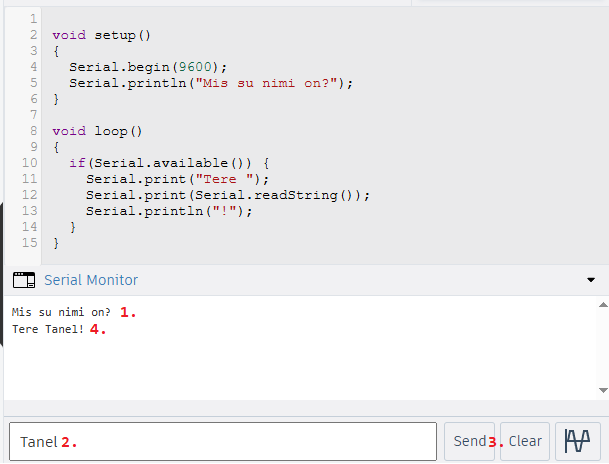 1
2 void setup()
3 {
4   Serial.begin(9600);
5   Serial.println("Mis su nimi on?");
6 }
7
8 void loop()
9 {
10   if(Serial.available()) {
11     Serial.print("Tere ");
12     Serial.print(Serial.readString());
13     Serial.println("!");
14   }
15 }
Serial Monitor
Mis su nimi on? 1.
Tere Tanel! 4.
Tanel 2. Send 3. Clear